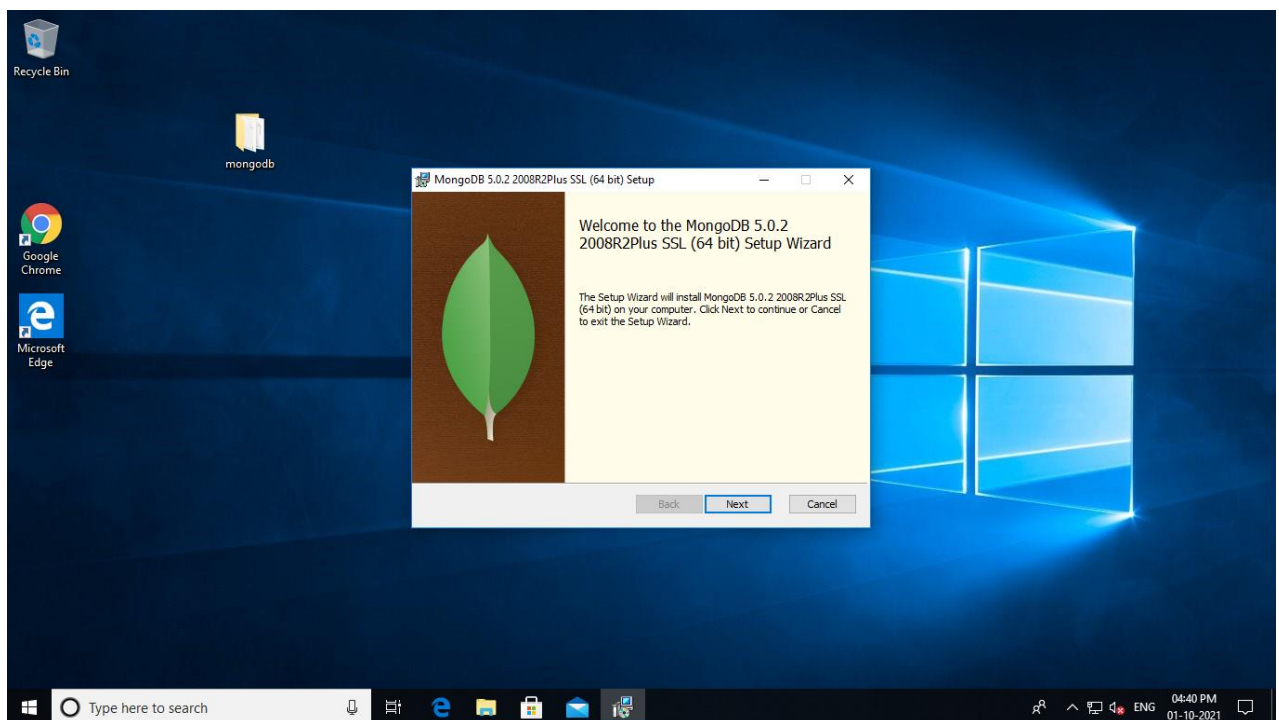 Recycle Bin
mongodb
Google
Chrome
Microsoft
Edge
MongoDB 5.0.2 2008R2Plus SSL (64 bit) Setup
Welcome to the MongoDB 5.0.2
2008R2Plus SSL (64 bit) Setup Wizard
The Setup Wizard will install MongoDB 5.0.2 2008R2Plus SSL
(64 bit) on your computer. Click Next to continue or Cancel
to exit the Setup Wizard.
Back Next Cancel
Type here to search
ENG
04:40 PM
01-10-2021